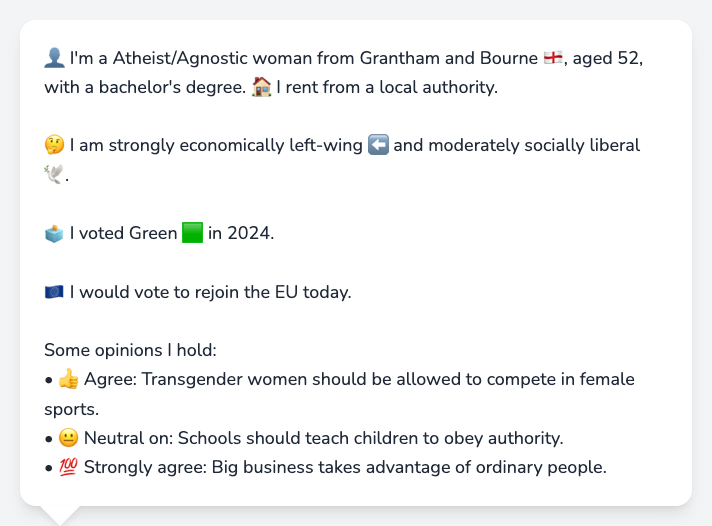 👤 I'm a Atheist/Agnostic woman from Grantham and Bourne 🏴󠁧󠁢󠁥󠁮󠁧󠁿, aged 52,
with a bachelor's degree. 🏠 I rent from a local authority.
🤔 I am strongly economically left-wing ⬅️ and moderately socially liberal
🕊️.
🗳️ I voted Green 🟩 in 2024.
🇪🇺 I would vote to rejoin the EU today.
Some opinions I hold:
• 👍 Agree: Transgender women should be allowed to compete in female
sports.
• 😐 Neutral on: Schools should teach children to obey authority.
• 💯 Strongly agree: Big business takes advantage of ordinary people.